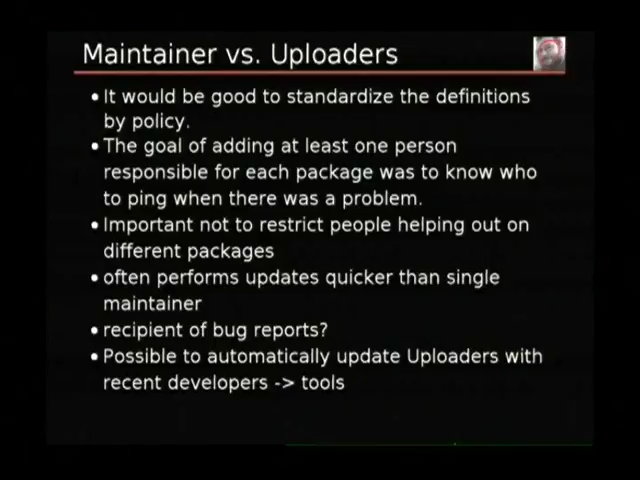 Maintainer vs. Uploaders
• It would be good to standardize the definitions
by policy.
• The goal of adding at least one person
responsible for each package was to know who
to ping when there was a problem.
• Important not to restrict people helping out on
different packages
• often performs updates quicker than single
maintainer
• recipient of bug reports?
• Possible to automatically update Uploaders with
recent developers -> tools